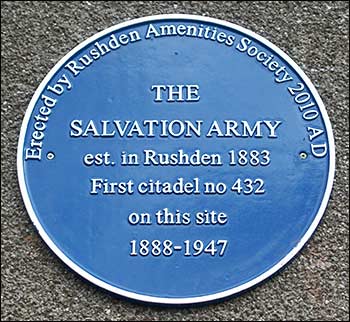 Erected by Rushden Amenities Society 2010 AD
THE
SALVATION ARMY
est. in Rushden 1883
First citadel no 432
on this site
1888-1947